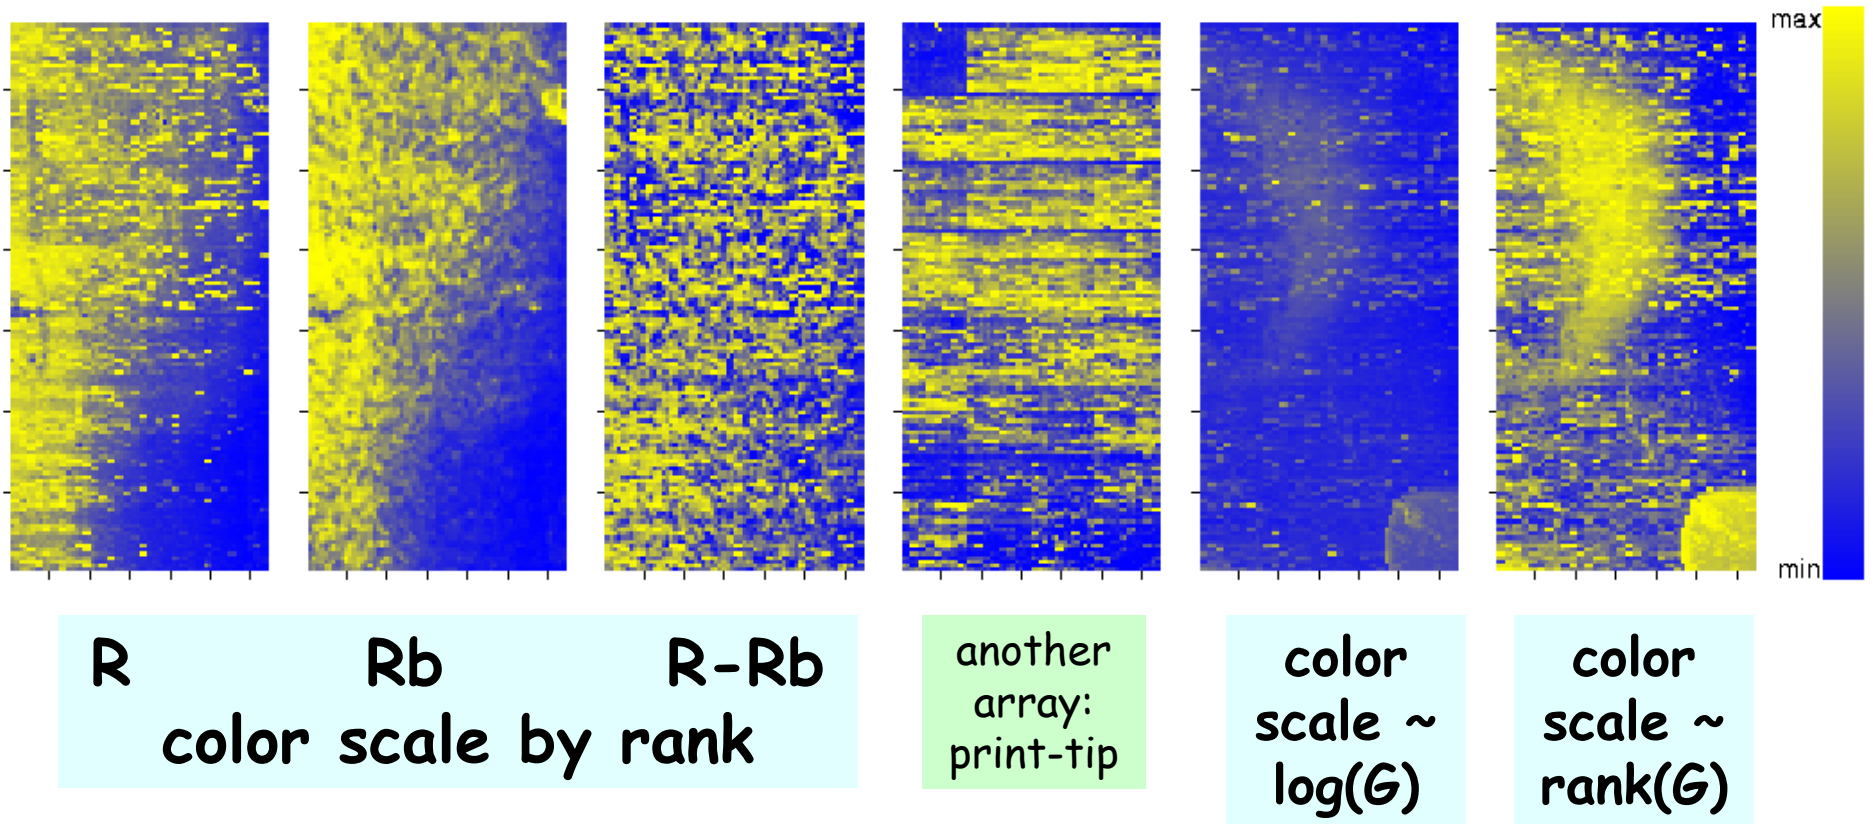 max
min
R Rb R-Rb
color scale by rank
another
array:
print-tip
color
scale ~
log(G)
color
scale ~
rank(G)